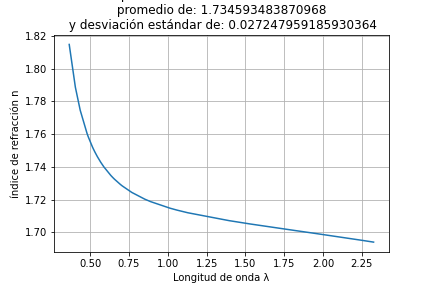 promedio de: 1.734593483870968
y desviación estándar de: 0.027247959185930364
1.82
1.80
1.78
1.76
1.74
1.72
1.70
Índice de refracción n
0.50 0.75 1.00 1.25 1.50 1.75 2.00 2.25
Longitud de onda λ